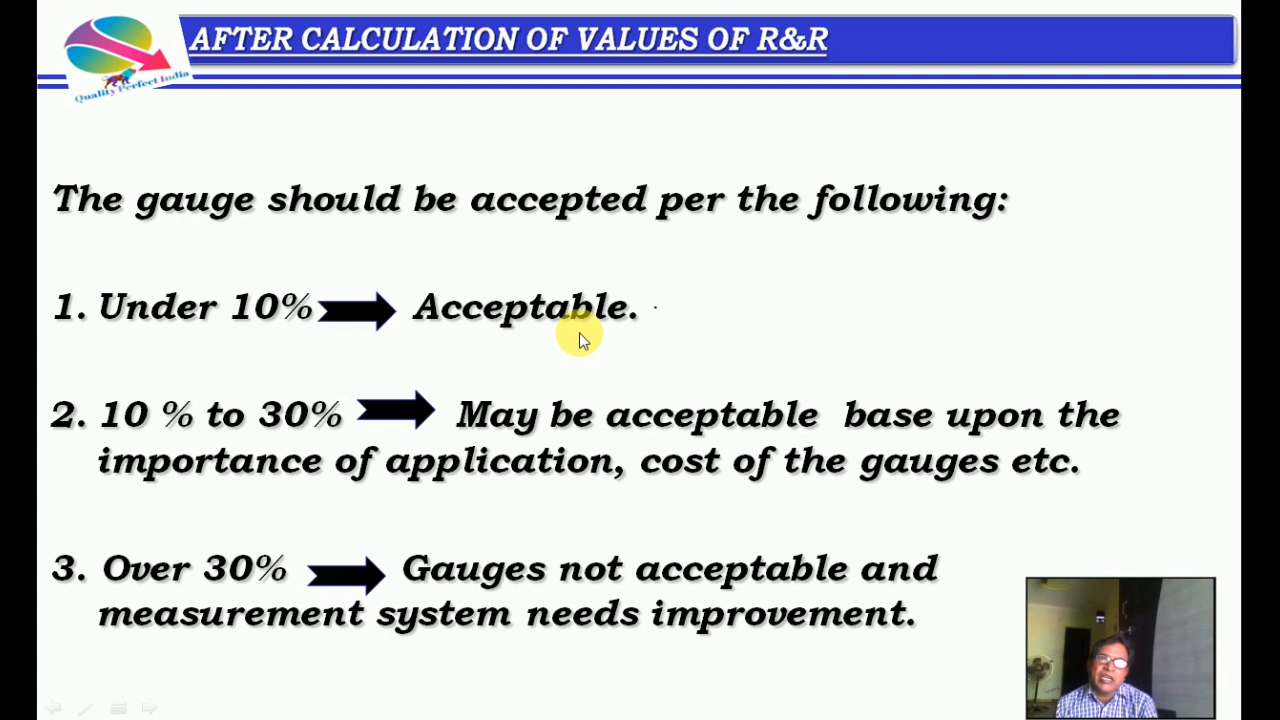 AFTER CALCULATION OF VALUES OF R&R
Quality Perfect India
The gauge should be accepted per the following:
1. Under 10% Acceptable.
2. 10 % to 30% May be acceptable base upon the
importance of application, cost of the gauges etc.
3. Over 30% Gauges not acceptable and
measurement system needs improvement.